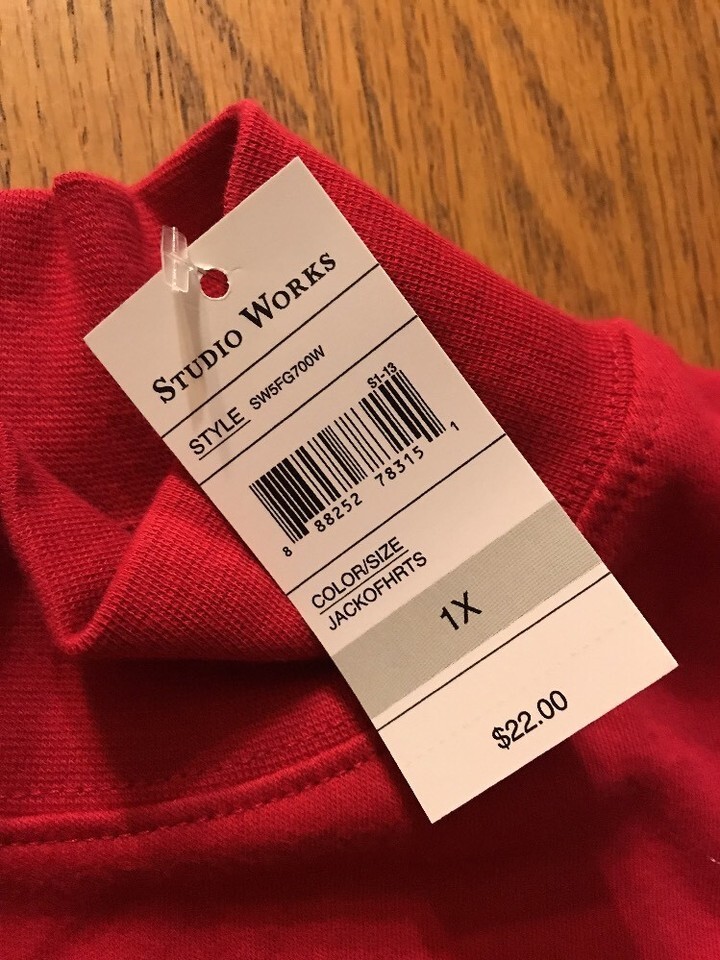 STUDIO WORKS
STYLE SW5FG700W
S1-13
8 88252 78315 1
COLOR/SIZE
JACKOFHRTS
1X
$22.00